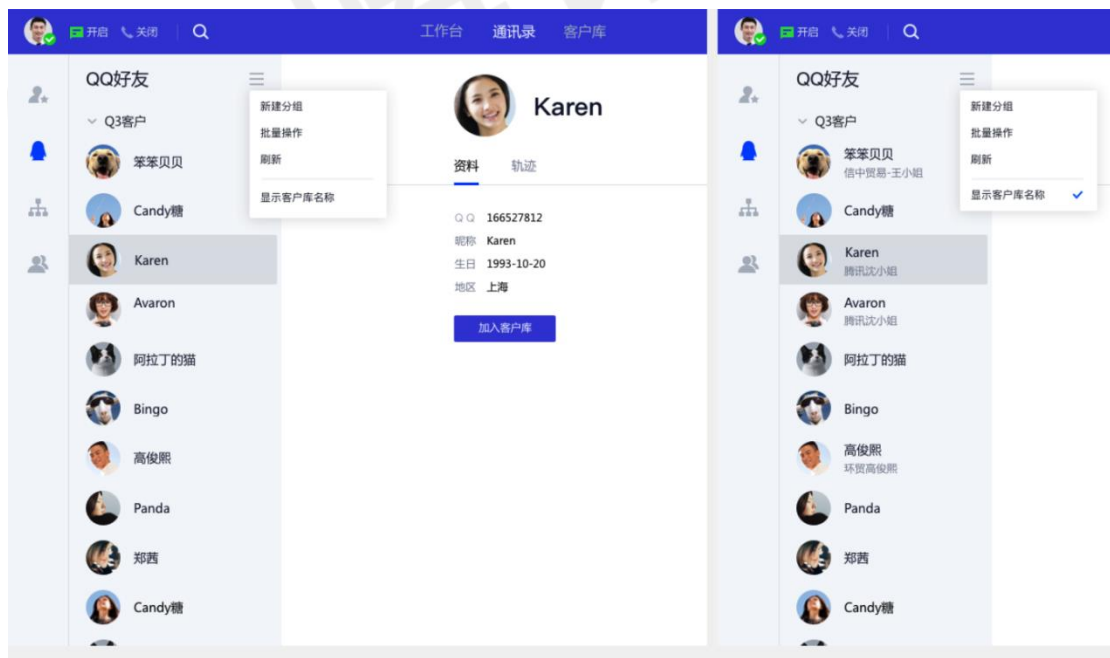 开启 关闭 工作台 通讯录 客户库
QQ好友
新建分组
批量操作
刷新
显示客户库名称
Q3客户
笨笨贝贝
Candy糖
Karen
Avaron
阿拉丁的猫
Bingo
高俊熙
Panda
郑茜
Candy糖
Karen
资料 轨迹
QQ 166527812
昵称 Karen
生日 1993-10-20
地区 上海
加入客户库
开启 关闭
QQ好友
新建分组
批量操作
刷新
显示客户库名称
Q3客户
笨笨贝贝
信中贸易-王小姐
Candy糖
Karen
腾讯沈小姐
Avaron
腾讯沈小姐
阿拉丁的猫
Bingo
高俊熙
环贸高俊熙
Panda
郑茜
Candy糖